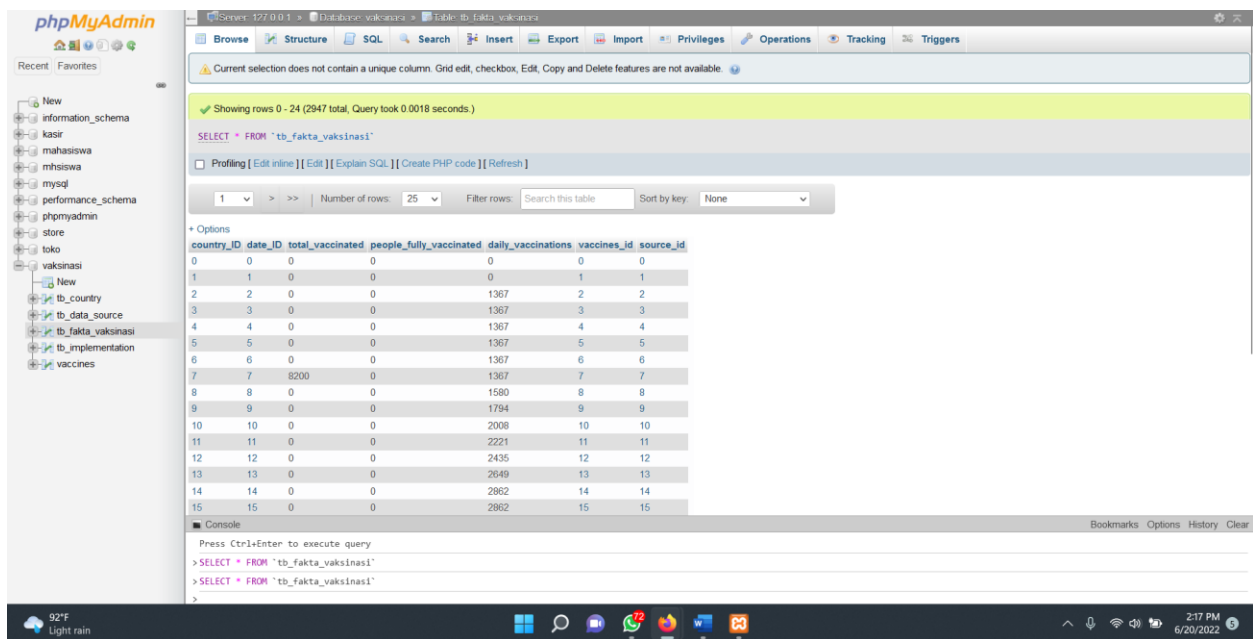 phpMyAdmin
Recent Favorites
New
information_schema
kasir
mahasiswa
mhsiswa
mysql
performance_schema
phpmyadmin
store
toko
vaksinasi
New
tb_country
tb_data_source
tb_fakta_vaksinasi
tb_implementation
vaccines
Server: 127.0.0.1 » Database: vaksinasi » Table: tb_fakta_vaksinasi
Browse Structure SQL Search Insert Export Import Privileges Operations Tracking Triggers
Current selection does not contain a unique column. Grid edit, checkbox, Edit, Copy and Delete features are not available.
Showing rows 0 - 24 (2947 total, Query took 0.0018 seconds.)
SELECT * FROM `tb_fakta_vaksinasi`
Profiling [ Edit inline ] [ Edit ] [ Explain SQL ] [ Create PHP code ] [ Refresh ]
1 > >> | Number of rows: 25 Filter rows: Search this table Sort by key: None
+ Options
country_ID date_ID total_vaccinated people_fully_vaccinated daily_vaccinations vaccines_id source_id
0 0 0 0 0 0 0
1 1 0 0 0 1 1
2 2 0 0 1367 2 2
3 3 0 0 1367 3 3
4 4 0 0 1367 4 4
5 5 0 0 1367 5 5
6 6 0 0 1367 6 6
7 7 8200 0 1367 7 7
8 8 0 0 1580 8 8
9 9 0 0 1794 9 9
10 10 0 0 2008 10 10
11 11 0 0 2221 11 11
12 12 0 0 2435 12 12
13 13 0 0 2649 13 13
14 14 0 0 2862 14 14
15 15 0 0 2862 15 15
Console Bookmarks Options History Clear
Press Ctrl+Enter to execute query
>SELECT * FROM `tb_fakta_vaksinasi`
>SELECT * FROM `tb_fakta_vaksinasi`
>
92°F
Light rain
72
2:17 PM
6/20/2022
5